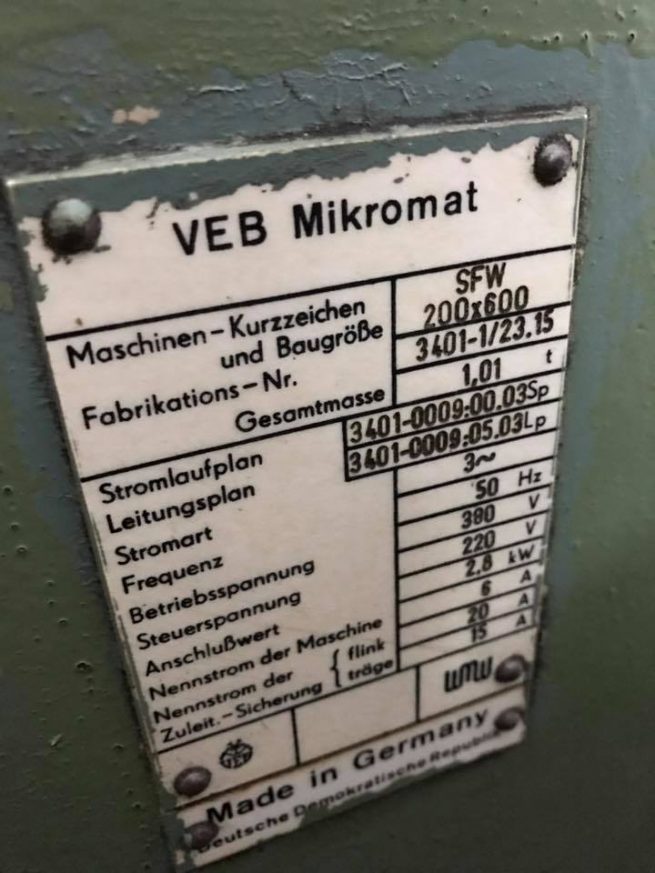 VEB Mikromat
Maschinen-Kurzzeichen und Baugröße SFW 200x600
Fabrikations-Nr. 3401-1/23.15
Gesamtmasse 1,01 t
Stromlaufplan 3401-0009:00.03Sp
Leitungsplan 3401-0009:05.03Lp
Stromart 3~
Frequenz 50 Hz
Betriebsspannung 380 V
Steuerspannung 220 V
Anschlußwert 2,8 kW
Nennstrom der Maschine 6 A
Nennstrom der Zuleit.-Sicherung { flink 20 A
träge 15 A
WMW
Made in Germany
Deutsche Demokratische Republik